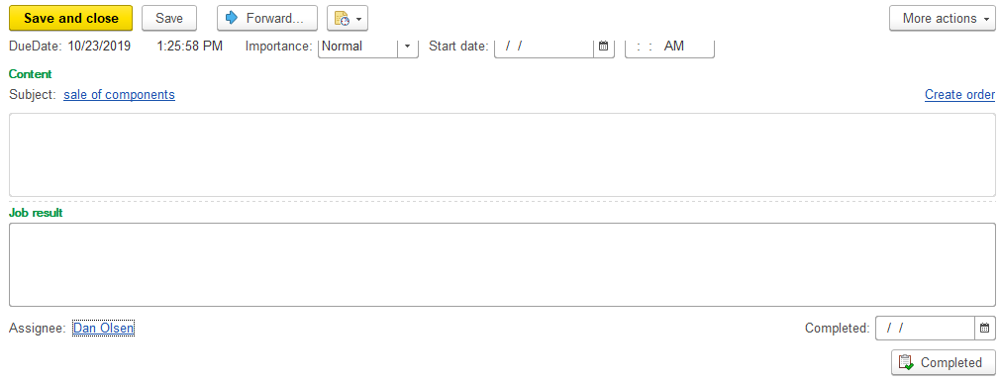 Save and close Save Forward... More actions
DueDate: 10/23/2019 1:25:58 PM Importance: Normal Start date: / / : : AM
Content
Subject: sale of components Create order
Job result
Assignee: Dan Olsen Completed: / /
Completed